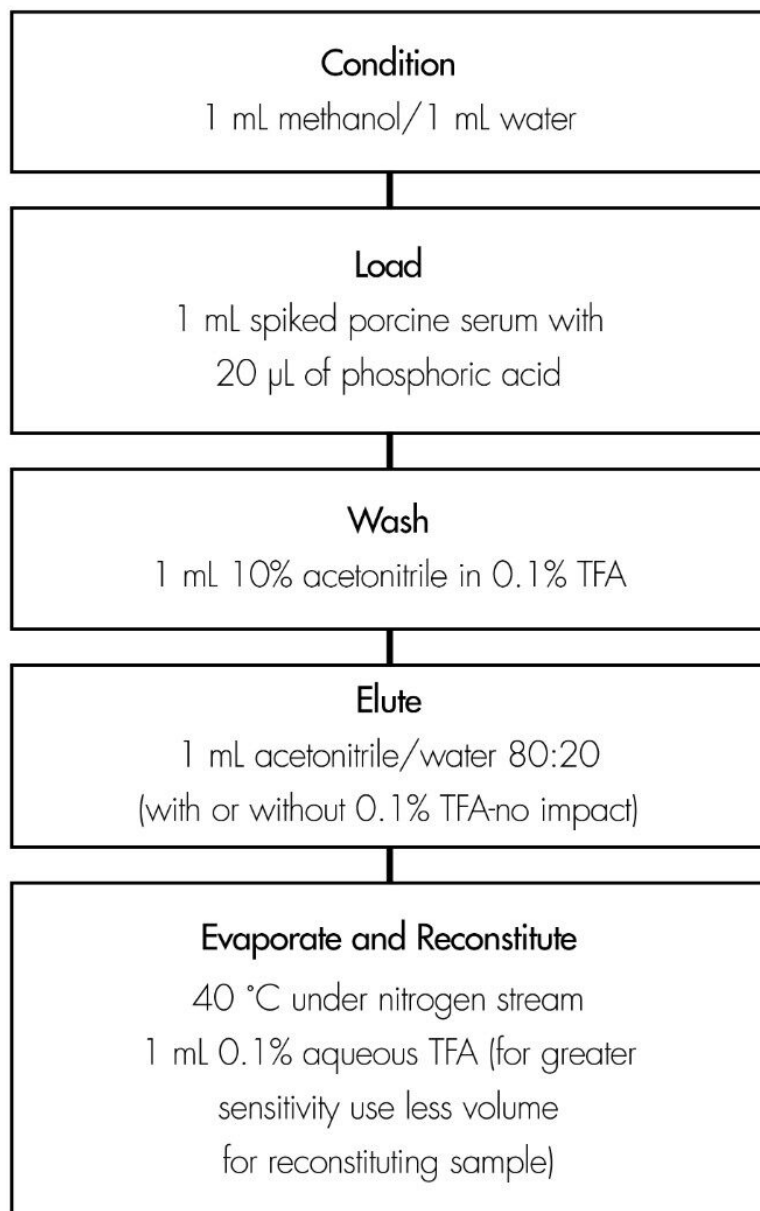 Condition
1 mL methanol/1 mL water
Load
1 mL spiked porcine serum with
20 µL of phosphoric acid
Wash
1 mL 10% acetonitrile in 0.1% TFA
Elute
1 mL acetonitrile/water 80:20
(with or without 0.1% TFA-no impact)
Evaporate and Reconstitute
40 ˚C under nitrogen stream
1 mL 0.1% aqueous TFA (for greater
sensitivity use less volume
for reconstituting sample)